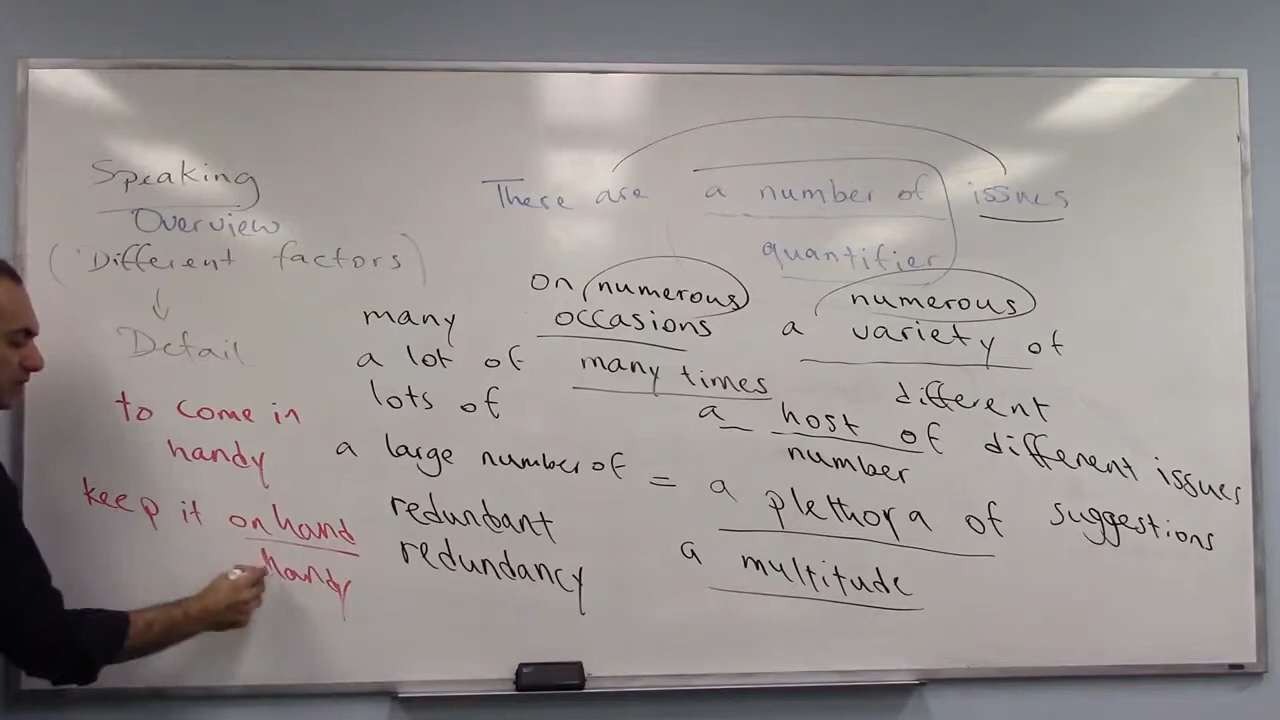 Speaking
Overview
(Different factors)
↓
Detail
to come in
handy
keep it on hand
handy
There are a number of issues
quantifier
on numerous
occasions
many times
many
a lot of
lots of
a large number of =
redundant
redundancy
numerous
a variety of
different
a host of different issues
number
a plethora of suggestions
a multitude